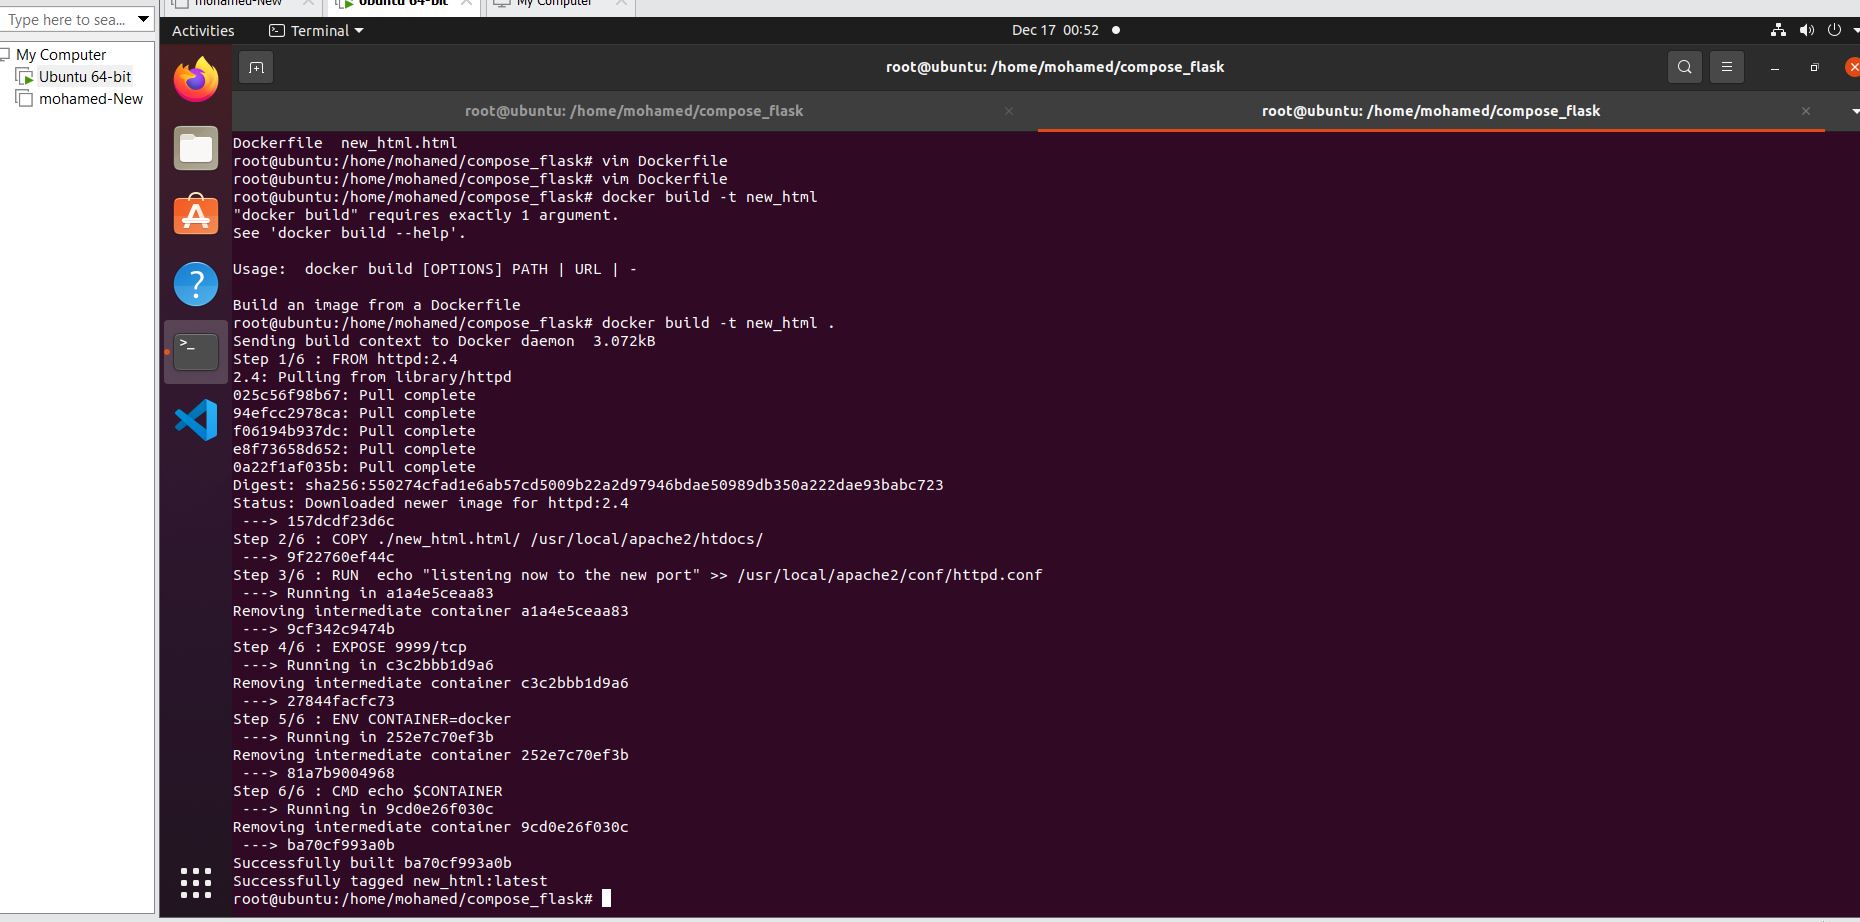 mohamed-New
Ubuntu 64-bit
My Computer
Type here to sea...
My Computer
Ubuntu 64-bit
mohamed-New
Activities
Terminal
Dec 17 00:52
root@ubuntu: /home/mohamed/compose_flask
root@ubuntu: /home/mohamed/compose_flask
root@ubuntu: /home/mohamed/compose_flask
Dockerfile  new_html.html
root@ubuntu:/home/mohamed/compose_flask# vim Dockerfile
root@ubuntu:/home/mohamed/compose_flask# vim Dockerfile
root@ubuntu:/home/mohamed/compose_flask# docker build -t new_html
"docker build" requires exactly 1 argument.
See 'docker build --help'.
Usage:  docker build [OPTIONS] PATH | URL | -
Build an image from a Dockerfile
root@ubuntu:/home/mohamed/compose_flask# docker build -t new_html .
Sending build context to Docker daemon  3.072kB
Step 1/6 : FROM httpd:2.4
2.4: Pulling from library/httpd
025c56f98b67: Pull complete
94efcc2978ca: Pull complete
f06194b937dc: Pull complete
e8f73658d652: Pull complete
0a22f1af035b: Pull complete
Digest: sha256:550274cfad1e6ab57cd5009b22a2d97946bdae50989db350a222dae93babc723
Status: Downloaded newer image for httpd:2.4
 ---> 157dcdf23d6c
Step 2/6 : COPY ./new_html.html/ /usr/local/apache2/htdocs/
 ---> 9f22760ef44c
Step 3/6 : RUN  echo "listening now to the new port" >> /usr/local/apache2/conf/httpd.conf
 ---> Running in a1a4e5ceaa83
Removing intermediate container a1a4e5ceaa83
 ---> 9cf342c9474b
Step 4/6 : EXPOSE 9999/tcp
 ---> Running in c3c2bbb1d9a6
Removing intermediate container c3c2bbb1d9a6
 ---> 27844facfc73
Step 5/6 : ENV CONTAINER=docker
 ---> Running in 252e7c70ef3b
Removing intermediate container 252e7c70ef3b
 ---> 81a7b9004968
Step 6/6 : CMD echo $CONTAINER
 ---> Running in 9cd0e26f030c
Removing intermediate container 9cd0e26f030c
 ---> ba70cf993a0b
Successfully built ba70cf993a0b
Successfully tagged new_html:latest
root@ubuntu:/home/mohamed/compose_flask#